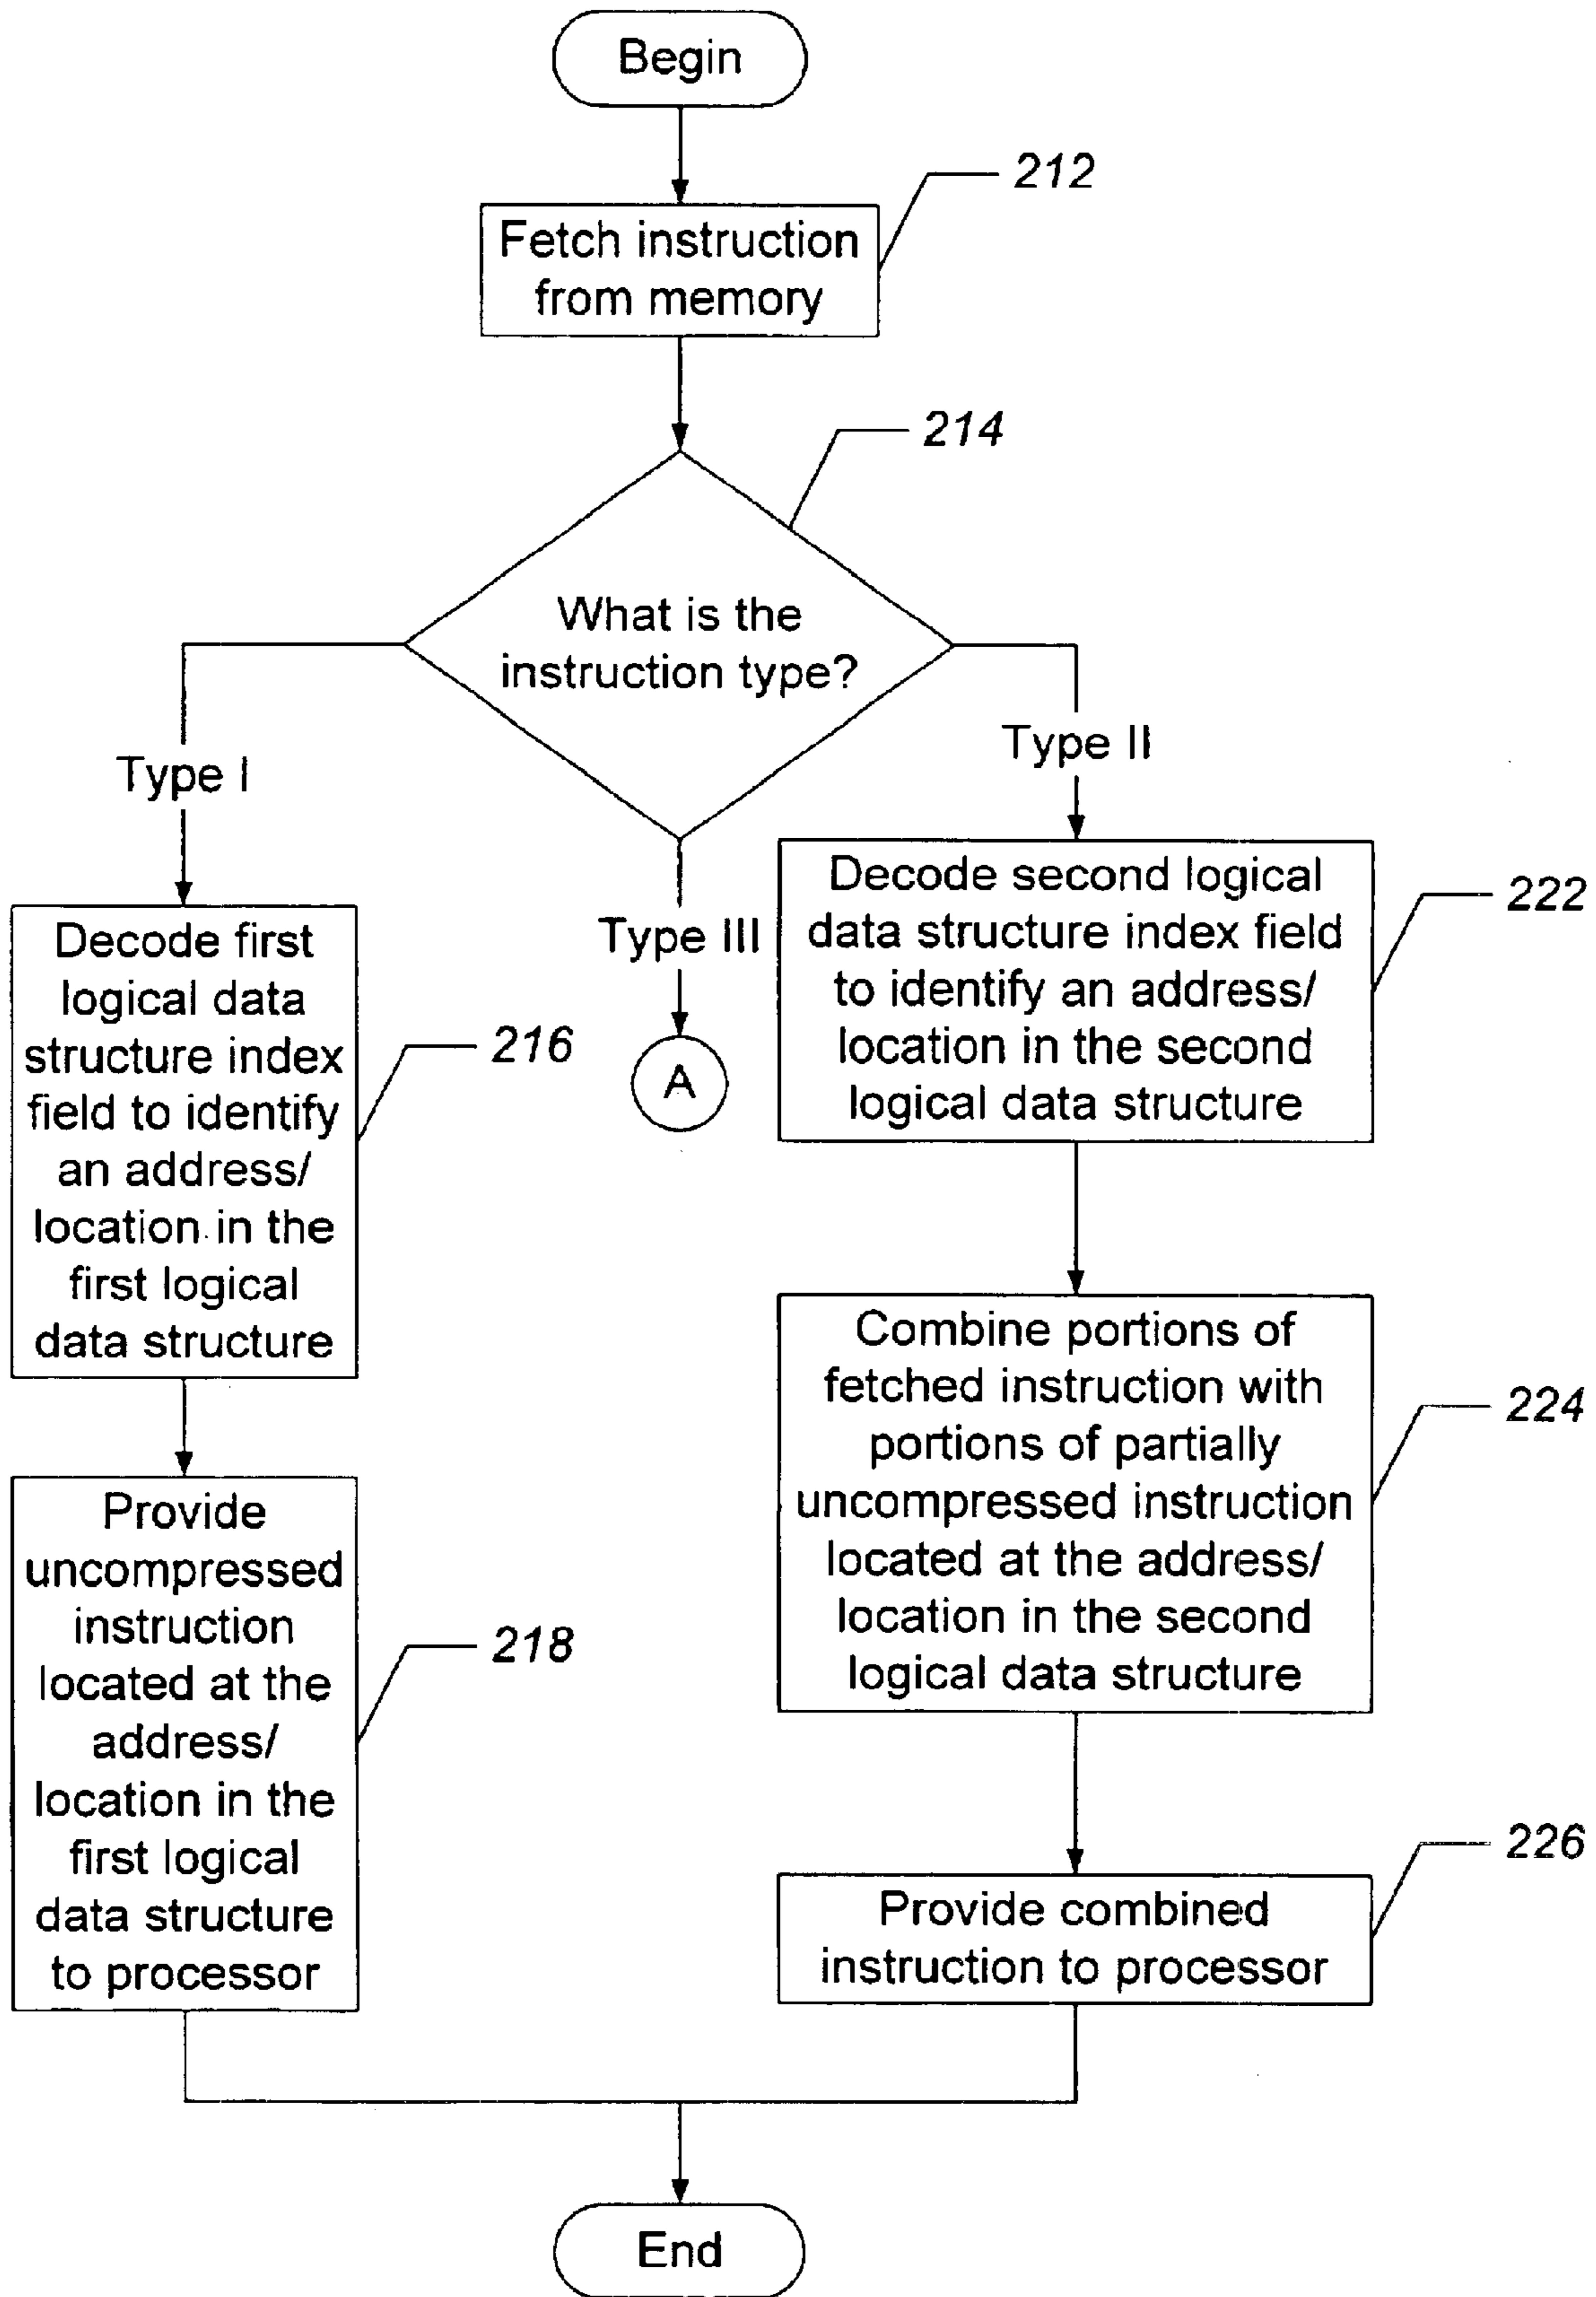 Begin
212
Fetch instruction
from memory
214
What is the
instruction type?
Type I
Type II
Type III
A
Decode first
logical data
structure index
field to identify
an address/
location in the
first logical
data structure
216
Decode second logical
data structure index field
to identify an address/
location in the second
logical data structure
222
Provide
uncompressed
instruction
located at the
address/
location in the
first logical
data structure
to processor
218
Combine portions of
fetched instruction with
portions of partially
uncompressed instruction
located at the address/
location in the second
logical data structure
224
Provide combined
instruction to processor
226
End